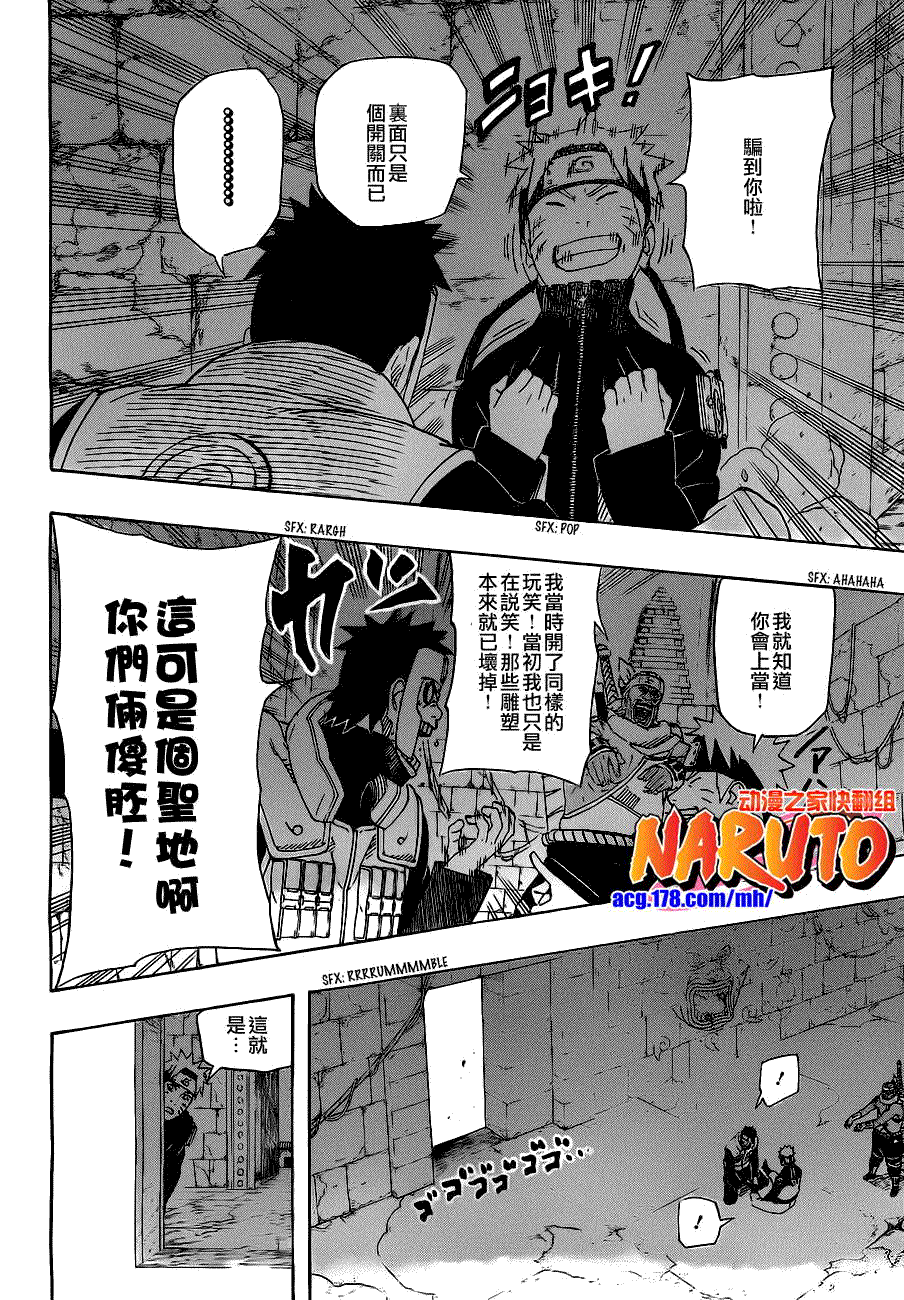 騙到你啦！
ニョキ！
裏面只是
個開關而已
………
SFX: RARGH
SFX: POP
SFX: AHAHAHA
我就知道
你會上當！
アハ
我當時開了同樣的
玩笑！當初我也只是
在説笑！那些雕塑
本來就已壞掉！
ガッ
這可是個聖地啊
你們倆傻胚！
动漫之家快翻组
NARUTO
acg.178.com/mh/
SFX: RRRRUMMMMBLE
！
！
ゴゴゴゴゴゴ…
這就
是…